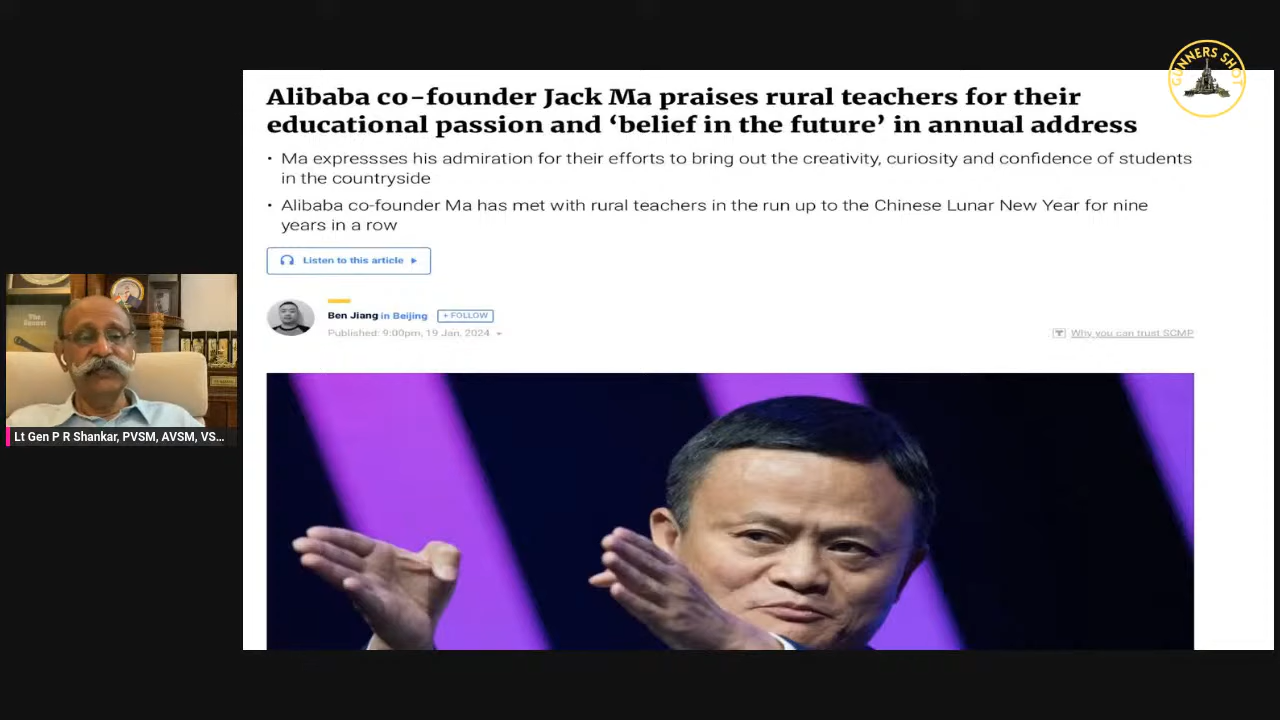 GUNNERS SHOT
Alibaba co-founder Jack Ma praises rural teachers for their
educational passion and ‘belief in the future’ in annual address
• Ma expressses his admiration for their efforts to bring out the creativity, curiosity and confidence of students
in the countryside
• Alibaba co-founder Ma has met with rural teachers in the run up to the Chinese Lunar New Year for nine
years in a row
Listen to this article
Ben Jiang in Beijing
+ FOLLOW
Published: 9:00pm, 19 Jan, 2024
Why you can trust SCMP
Lt Gen P R Shankar, PVSM, AVSM, VS...